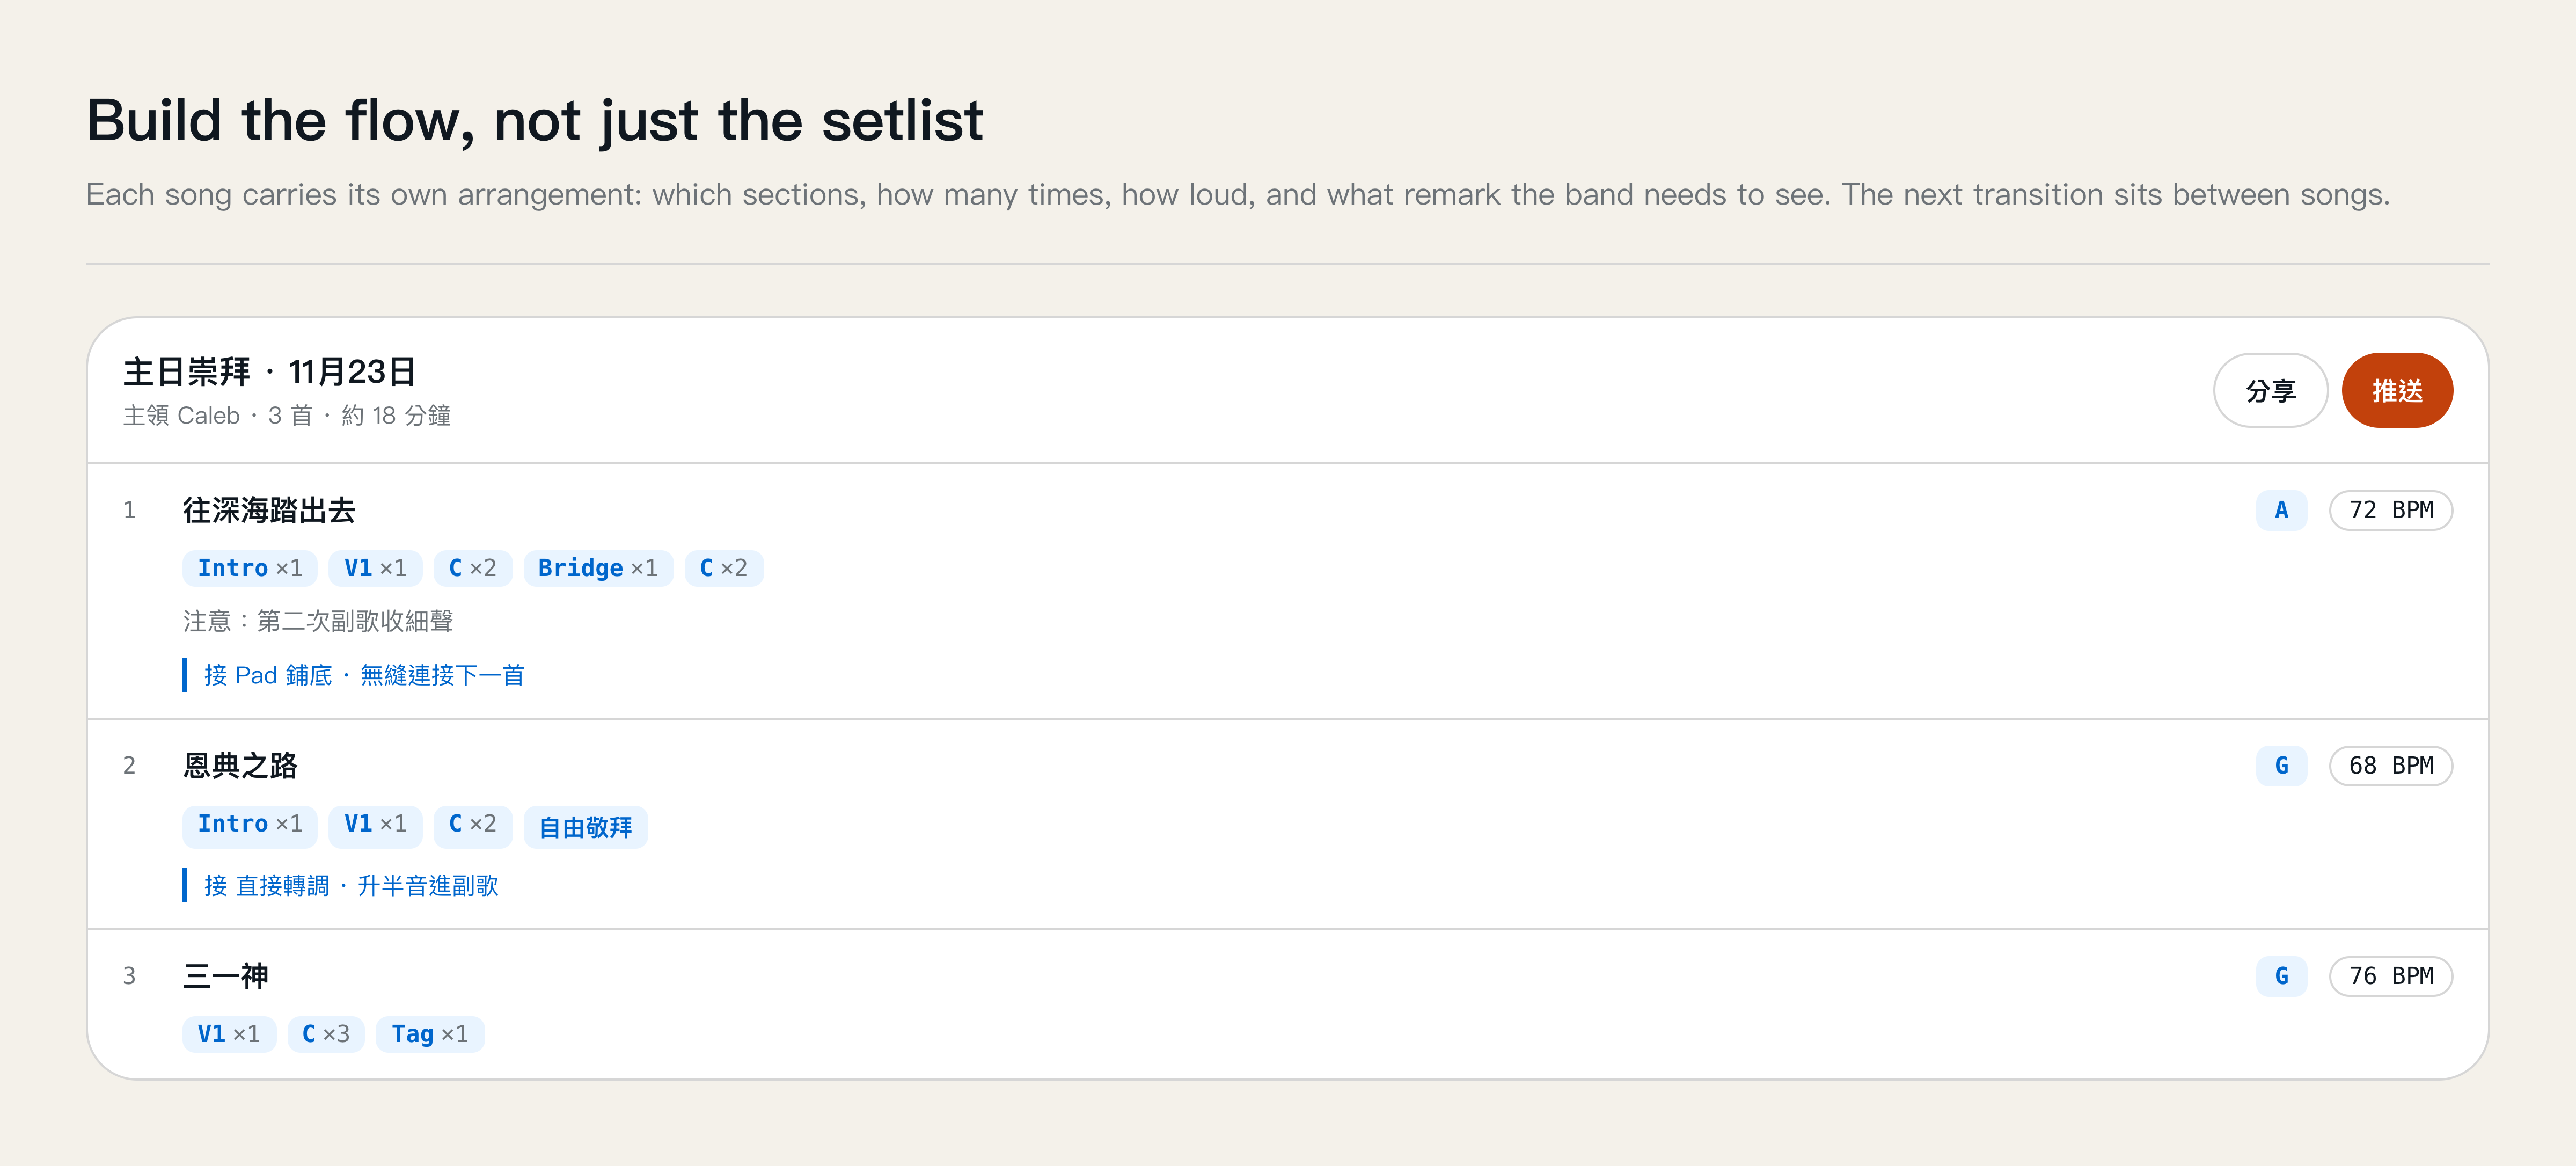 Build the flow, not just the setlist
Each song carries its own arrangement: which sections, how many times, how loud, and what remark the band needs to see. The next transition sits between songs.
主日崇拜 · 11月23日
主領 Caleb · 3 首 · 約 18 分鐘
分享 推送
1 往深海踏出去 A 72 BPM
Intro ×1 V1 ×1 C ×2 Bridge ×1 C ×2
注意：第二次副歌收細聲
接 Pad 鋪底 · 無縫連接下一首
2 恩典之路 G 68 BPM
Intro ×1 V1 ×1 C ×2 自由敬拜
接 直接轉調 · 升半音進副歌
3 三一神 G 76 BPM
V1 ×1 C ×3 Tag ×1